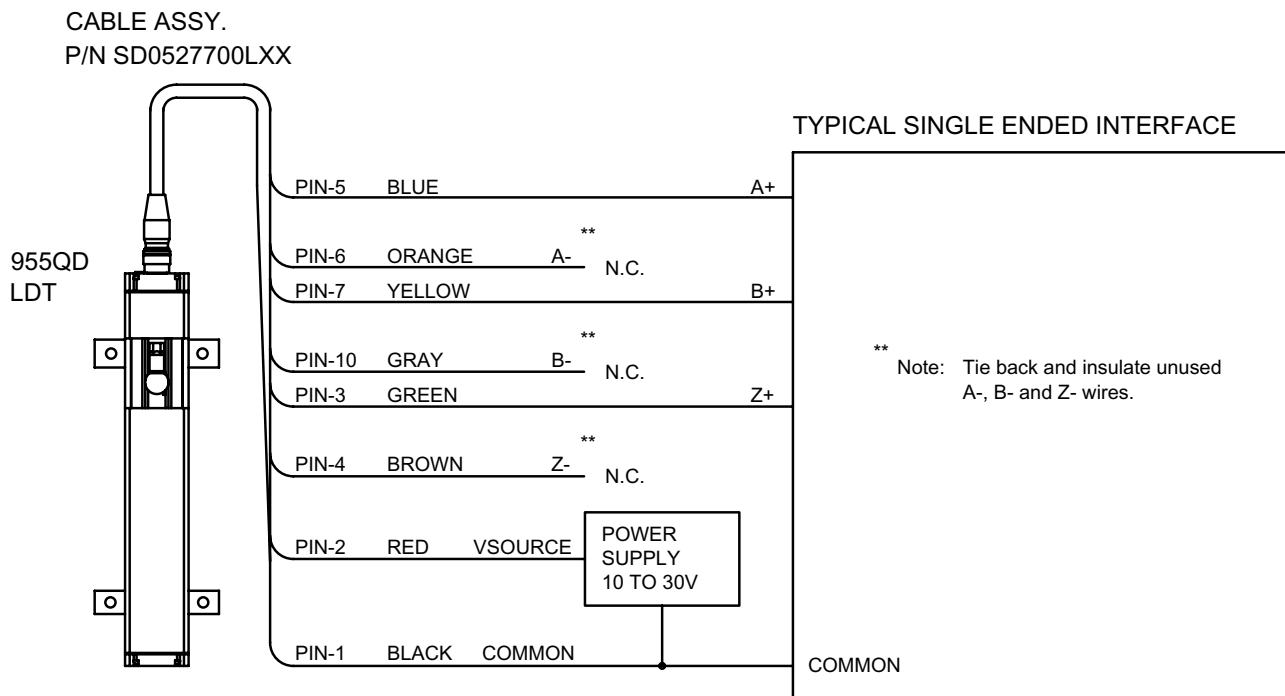 CABLE ASSY.
P/N SD0527700LXX
TYPICAL SINGLE ENDED INTERFACE
955QD
LDT
PIN-5 BLUE A+
**
PIN-6 ORANGE A- N.C.
PIN-7 YELLOW B+
**
PIN-10 GRAY B- N.C.
PIN-3 GREEN Z+
**
PIN-4 BROWN Z- N.C.
PIN-2 RED VSOURCE
POWER
SUPPLY
10 TO 30V
PIN-1 BLACK COMMON
COMMON
**
Note: Tie back and insulate unused
A-, B- and Z- wires.